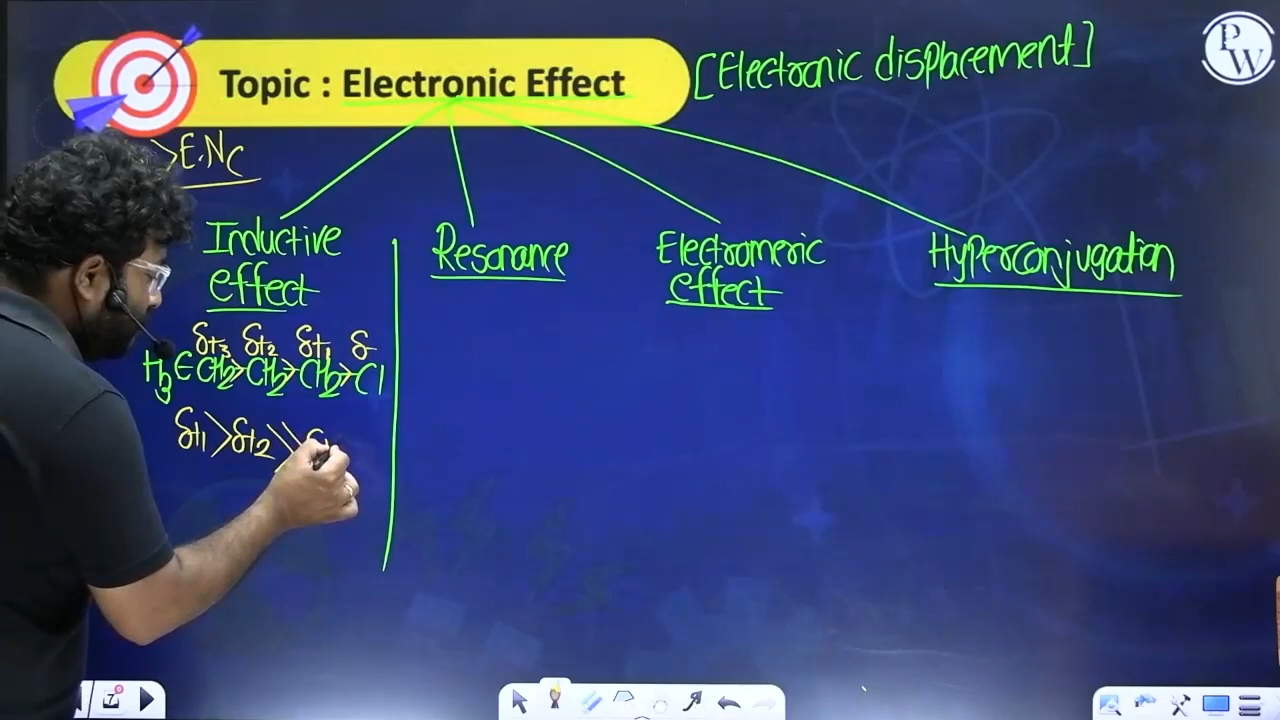 Topic : Electronic Effect
[Electronic displacement]
PW
>E.N.
Inductive
effect
Resonance
Electromeric
effect
Hyperconjugation
δ+₃ δ+₂ δ+₁ δ-
H₃C-CH₂>CH₂>CH₂>Cl
δ+₁>δ+₂>>